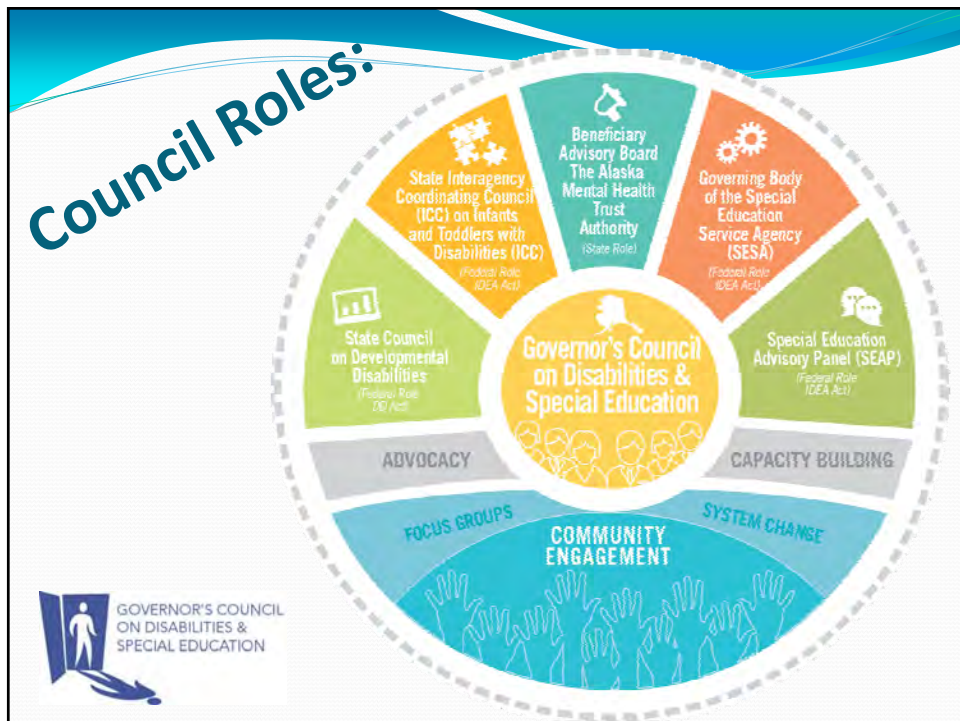 Council Roles:
State Council
on Developmental
Disabilities
(Federal Role
DD Act)
State Interagency
Coordinating Council
(ICC) on Infants
and Toddlers with
Disabilities (ICC)
(Federal Role
IDEA Act)
Beneficiary
Advisory Board
The Alaska
Mental Health
Trust
Authority
(State Role)
Governing Body
of the Special
Education
Service Agency
(SESA)
(Federal Role
IDEA Act)
Special Education
Advisory Panel (SEAP)
(Federal Role
IDEA Act)
Governor's Council
on Disabilities &
Special Education
ADVOCACY
CAPACITY BUILDING
FOCUS GROUPS
SYSTEM CHANGE
COMMUNITY
ENGAGEMENT
GOVERNOR'S COUNCIL
ON DISABILITIES &
SPECIAL EDUCATION